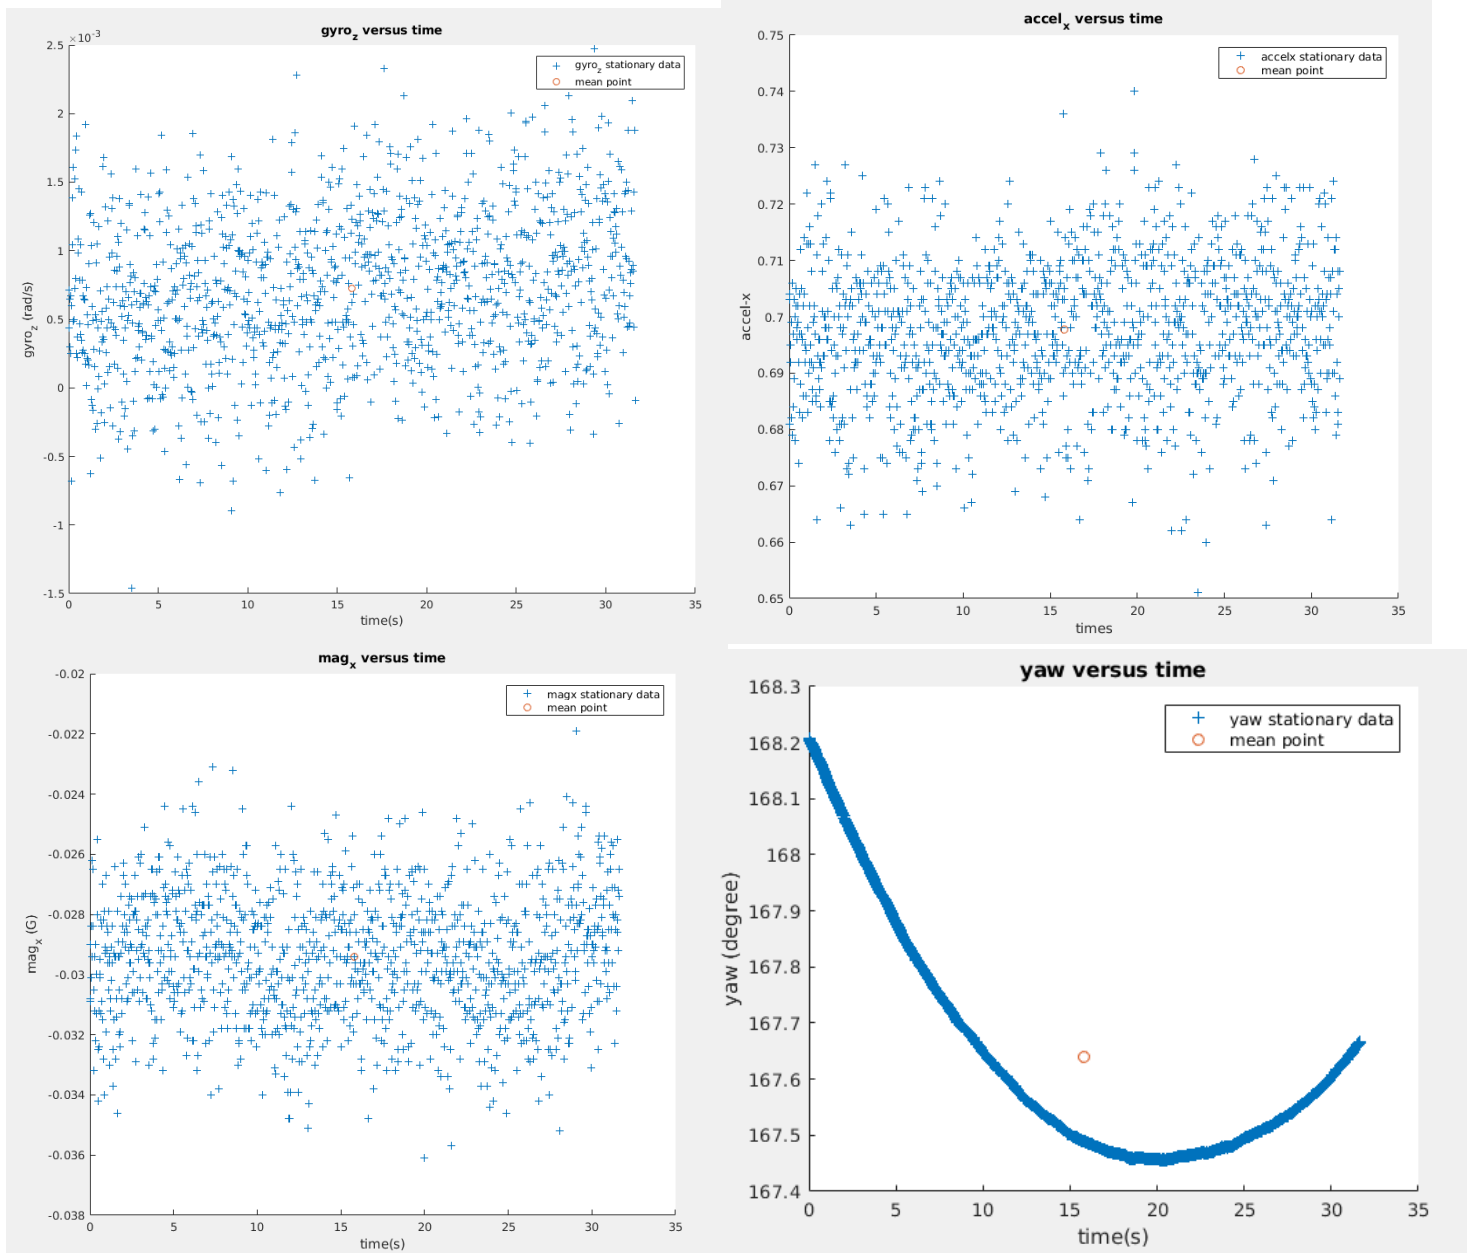 gyro_z versus time
×10^-3
gyro_z stationary data
mean point
2.5
2
1.5
1
0.5
0
-0.5
-1
-1.5
gyro_z (rad/s)
0 5 10 15 20 25 30 35
time(s)
accel_x versus time
accelx stationary data
mean point
0.75
0.74
0.73
0.72
0.71
0.7
0.69
0.68
0.67
0.66
0.65
accel-x
0 5 10 15 20 25 30 35
times
mag_x versus time
magx stationary data
mean point
-0.02
-0.022
-0.024
-0.026
-0.028
-0.03
-0.032
-0.034
-0.036
-0.038
mag_x (G)
0 5 10 15 20 25 30 35
time(s)
yaw versus time
yaw stationary data
mean point
168.3
168.2
168.1
168
167.9
167.8
167.7
167.6
167.5
167.4
yaw (degree)
0 5 10 15 20 25 30 35
time(s)